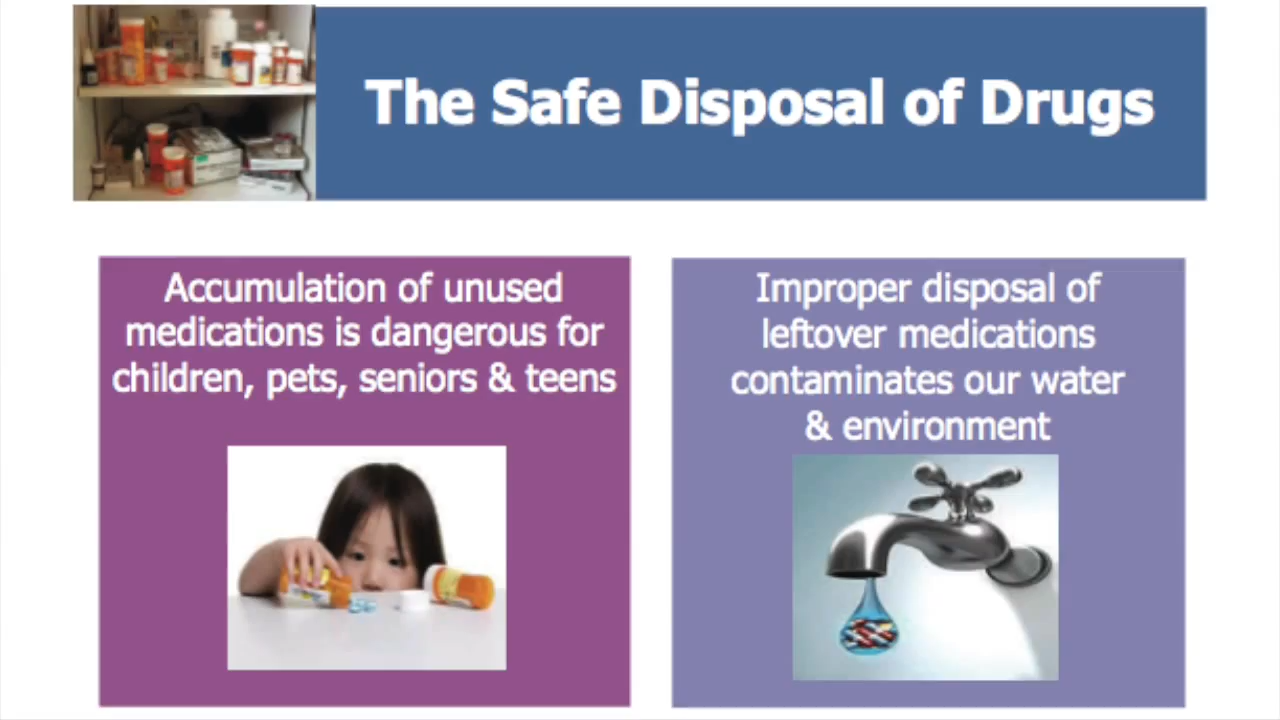 The Safe Disposal of Drugs
Accumulation of unused
medications is dangerous for
children, pets, seniors & teens
Improper disposal of
leftover medications
contaminates our water
& environment